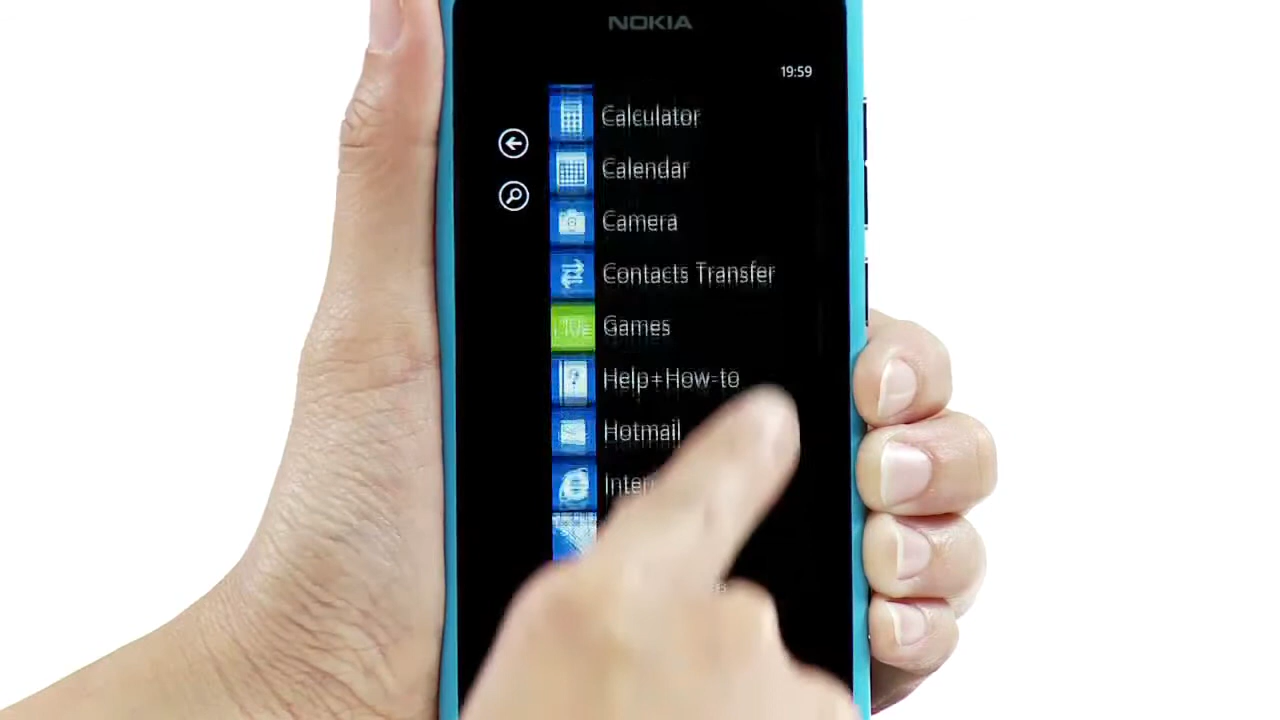 NOKIA
19:59
Calculator
Calendar
Camera
Contacts Transfer
Games
Help+How-to
Hotmail